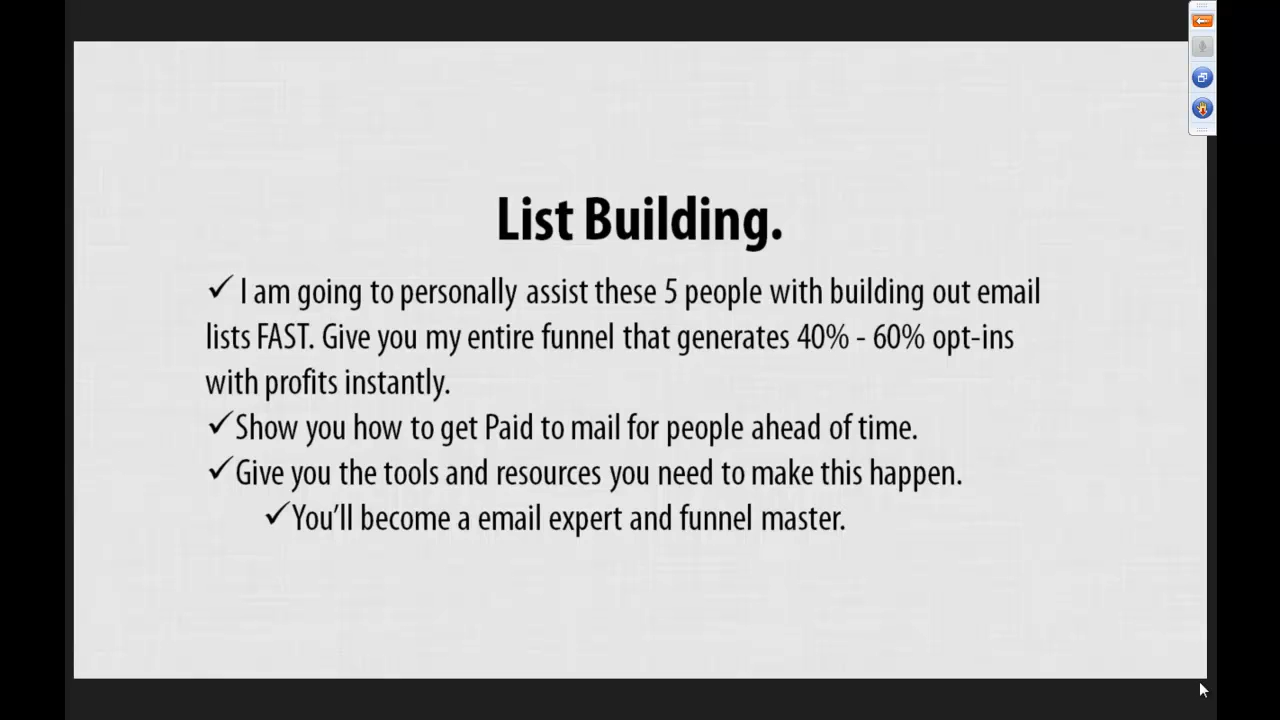 List Building.
✓ I am going to personally assist these 5 people with building out email
lists FAST. Give you my entire funnel that generates 40% - 60% opt-ins
with profits instantly.
✓Show you how to get Paid to mail for people ahead of time.
✓Give you the tools and resources you need to make this happen.
✓You'll become a email expert and funnel master.